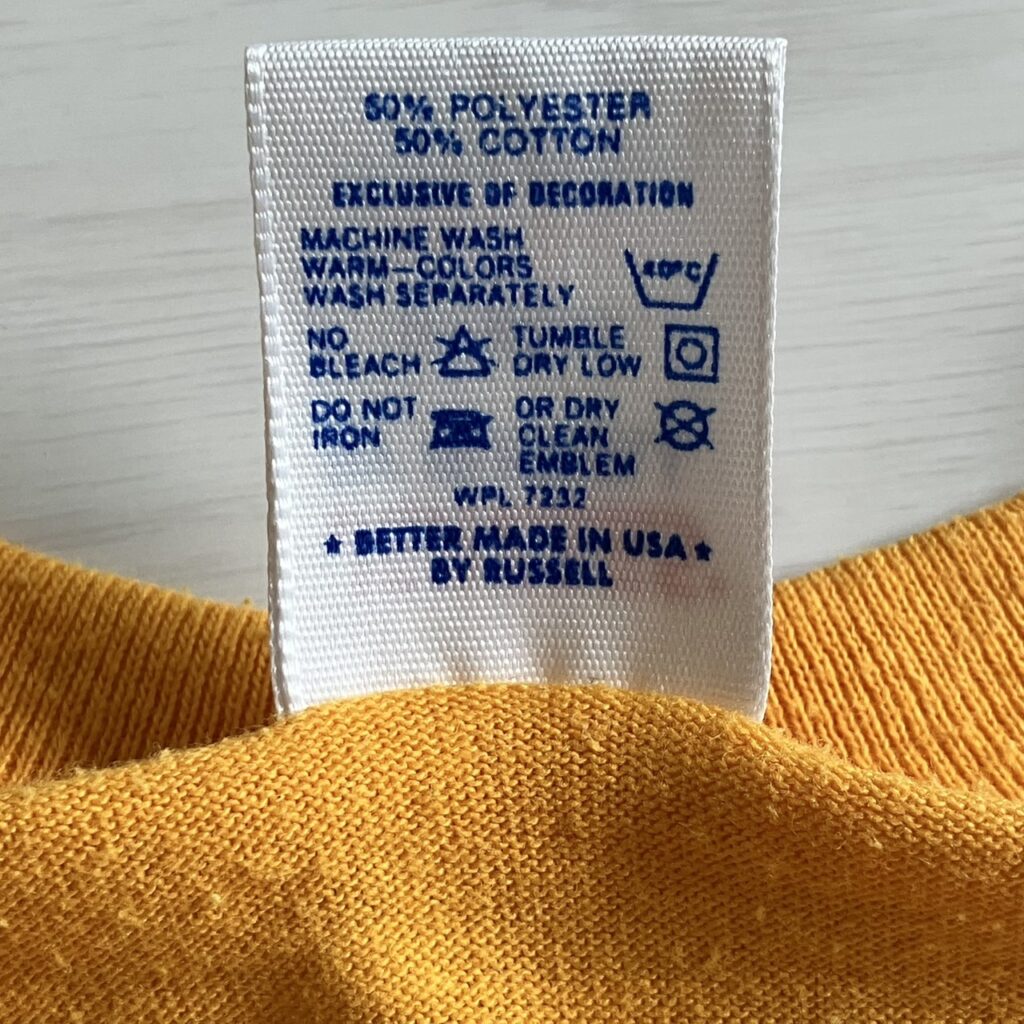 50% POLYESTER
50% COTTON
EXCLUSIVE OF DECORATION
MACHINE WASH
WARM—COLORS
WASH SEPARATELY
40°C
NO
BLEACH
TUMBLE
DRY LOW
DO NOT
IRON
OR DRY
CLEAN
EMBLEM
WPL 7232
★ BETTER MADE IN USA ★
BY RUSSELL